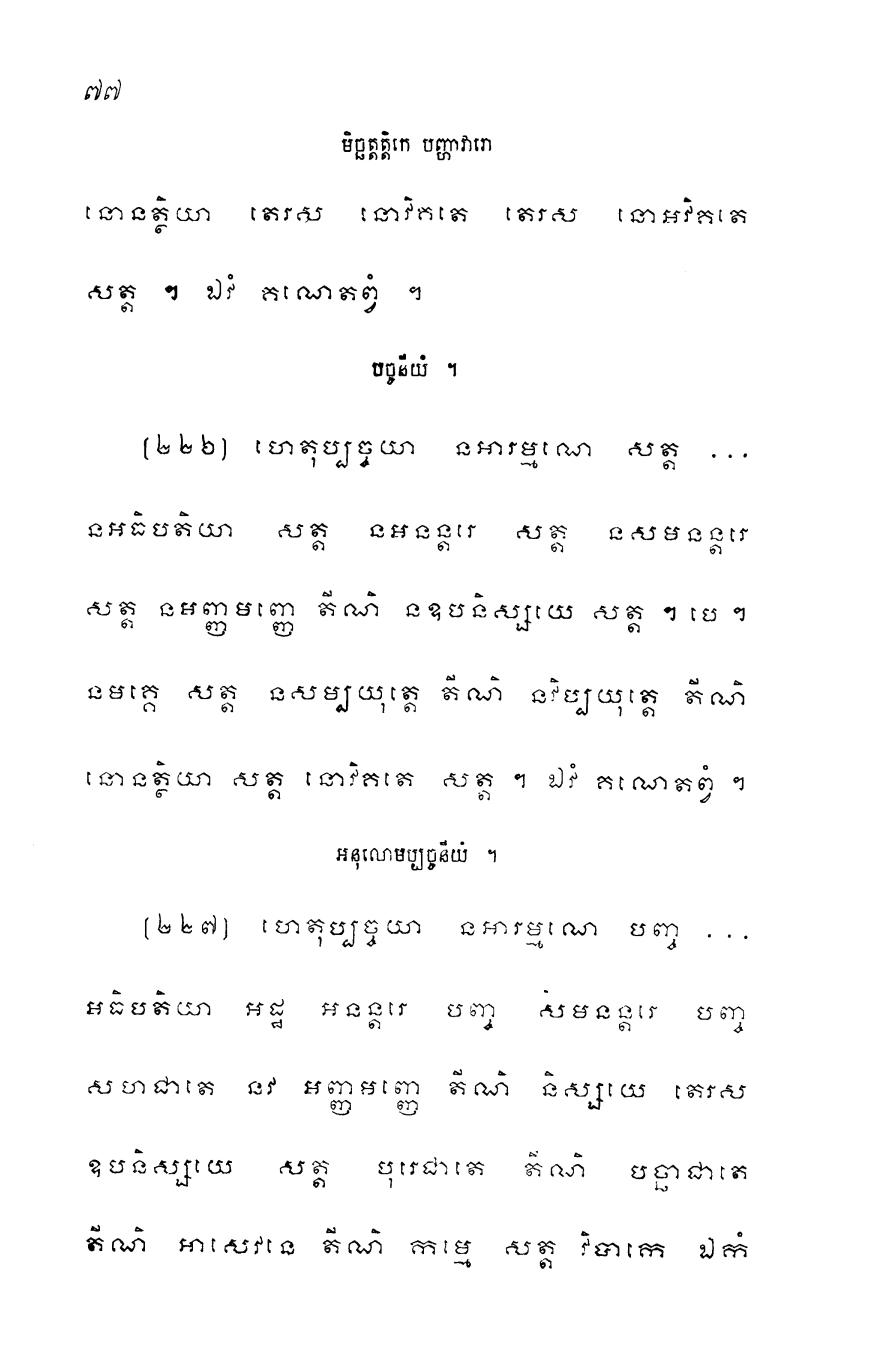 ៧៧
មិច្ឆត្តត្តិកេ បញ្ហាវារោ
នោនត្ថិយា តេរស នោវិគតេ តេរស នោអវិគតេ
សត្ត ។ ឯវំ គណេតព្វំ ។
បច្ចនីយំ ។
(២២៦) ហេតុប្បច្ចយា នអារម្មណេ សត្ត ...
នអធិបតិយា សត្ត នអនន្តរេ សត្ត នសមនន្តរេ
សត្ត នអញ្ញមញ្ញេ តីណិ នឧបនិស្សយេ សត្ត ។ បេ ។
នមគ្គេ សត្ត នសម្បយុត្តេ តីណិ នវិប្បយុត្តេ តីណិ
នោនត្ថិយា សត្ត នោវិគតេ សត្ត ។ ឯវំ គណេតព្វំ ។
អនុលោមប្បច្ចនីយំ ។
(២២៧) ហេតុប្បច្ចយា នអារម្មណេ បញ្ច ...
អធិបតិយា អដ្ឋ អនន្តរេ បញ្ច សមនន្តរេ បញ្ច
សហជាតេ នវ អញ្ញមញ្ញេ តីណិ និស្សយេ តេរស
ឧបនិស្សយេ សត្ត បុរេជាតេ តីណិ បច្ឆាជាតេ
តីណិ អាសេវនេ តីណិ កម្មេ សត្ត វិបាកេ ឯកំ